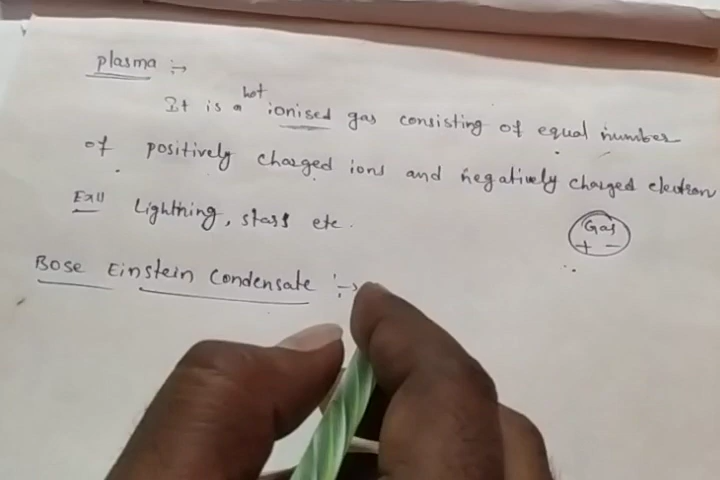 plasma :→
It is a hot ionised gas consisting of equal number
of positively charged ions and negatively charged electron
Ex:// Lightning, stars etc.
Gas
+ −
Bose Einstein Condensate :→